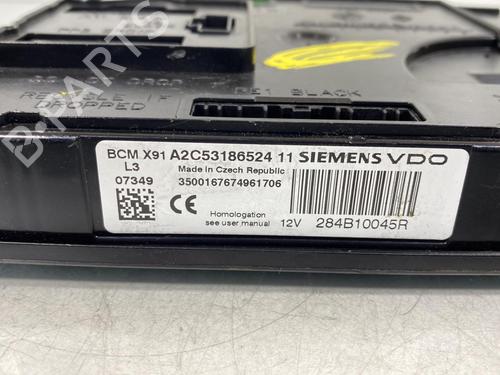 PE1 BLACK
DROPPED
BCM X91 A2C53186524 11 SIEMENS VDO
L3 Made in Czech Republic
07349 3500167674961706
CE Homologation
see user manual 12V 284B10045R